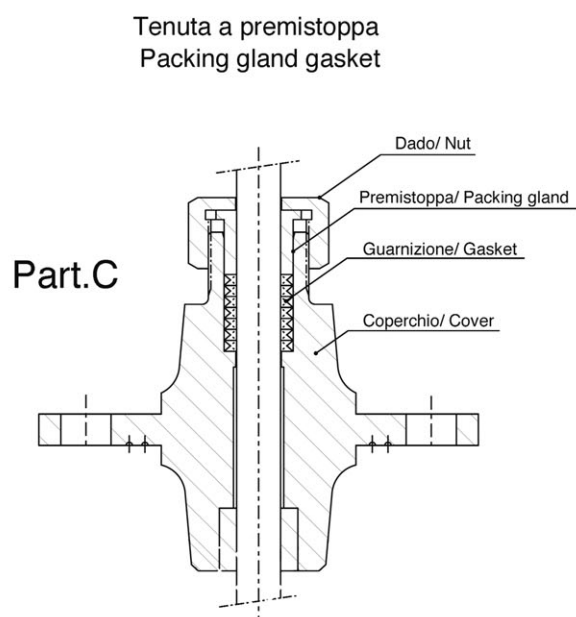 Tenuta a premistoppa
Packing gland gasket
Dado/ Nut
Premistoppa/ Packing gland
Guarnizione/ Gasket
Part.C
Coperchio/ Cover